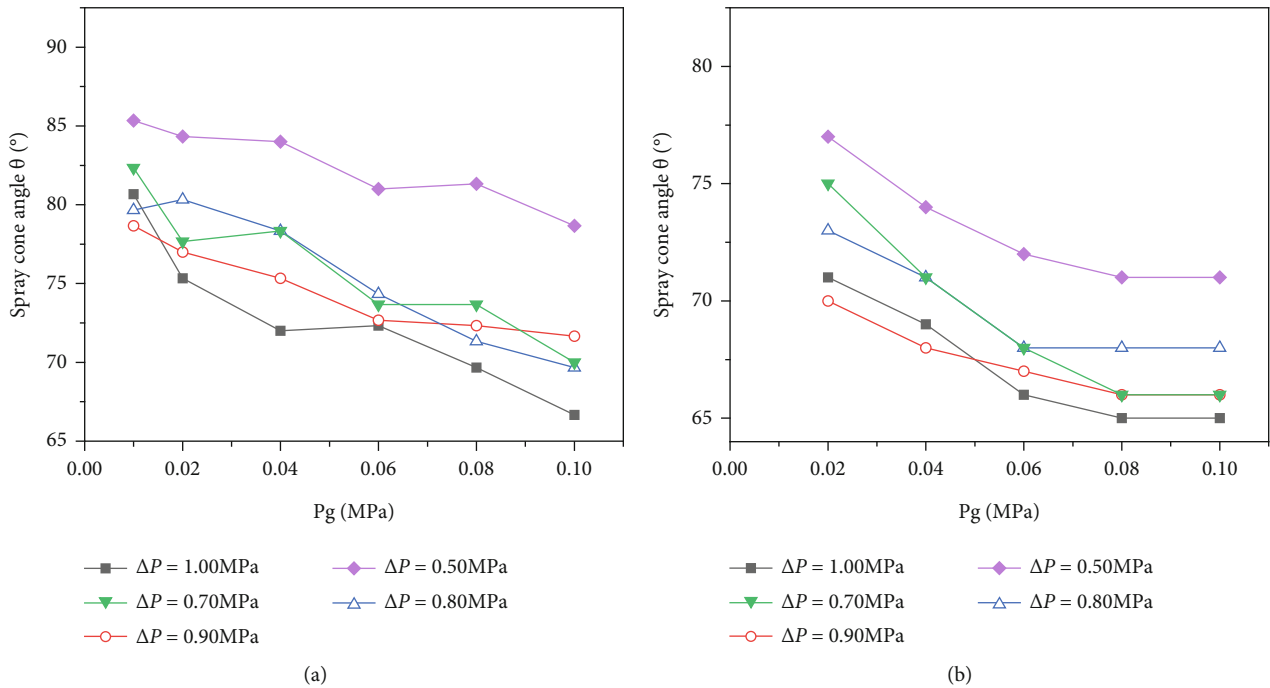 90
85
80
75
70
65
Spray cone angle θ (°)
0.00 0.02 0.04 0.06 0.08 0.10
Pg (MPa)
ΔP = 1.00MPa
ΔP = 0.50MPa
ΔP = 0.70MPa
ΔP = 0.80MPa
ΔP = 0.90MPa
(a)
80
75
70
65
Spray cone angle θ (°)
0.00 0.02 0.04 0.06 0.08 0.10
Pg (MPa)
ΔP = 1.00MPa
ΔP = 0.50MPa
ΔP = 0.70MPa
ΔP = 0.80MPa
ΔP = 0.90MPa
(b)